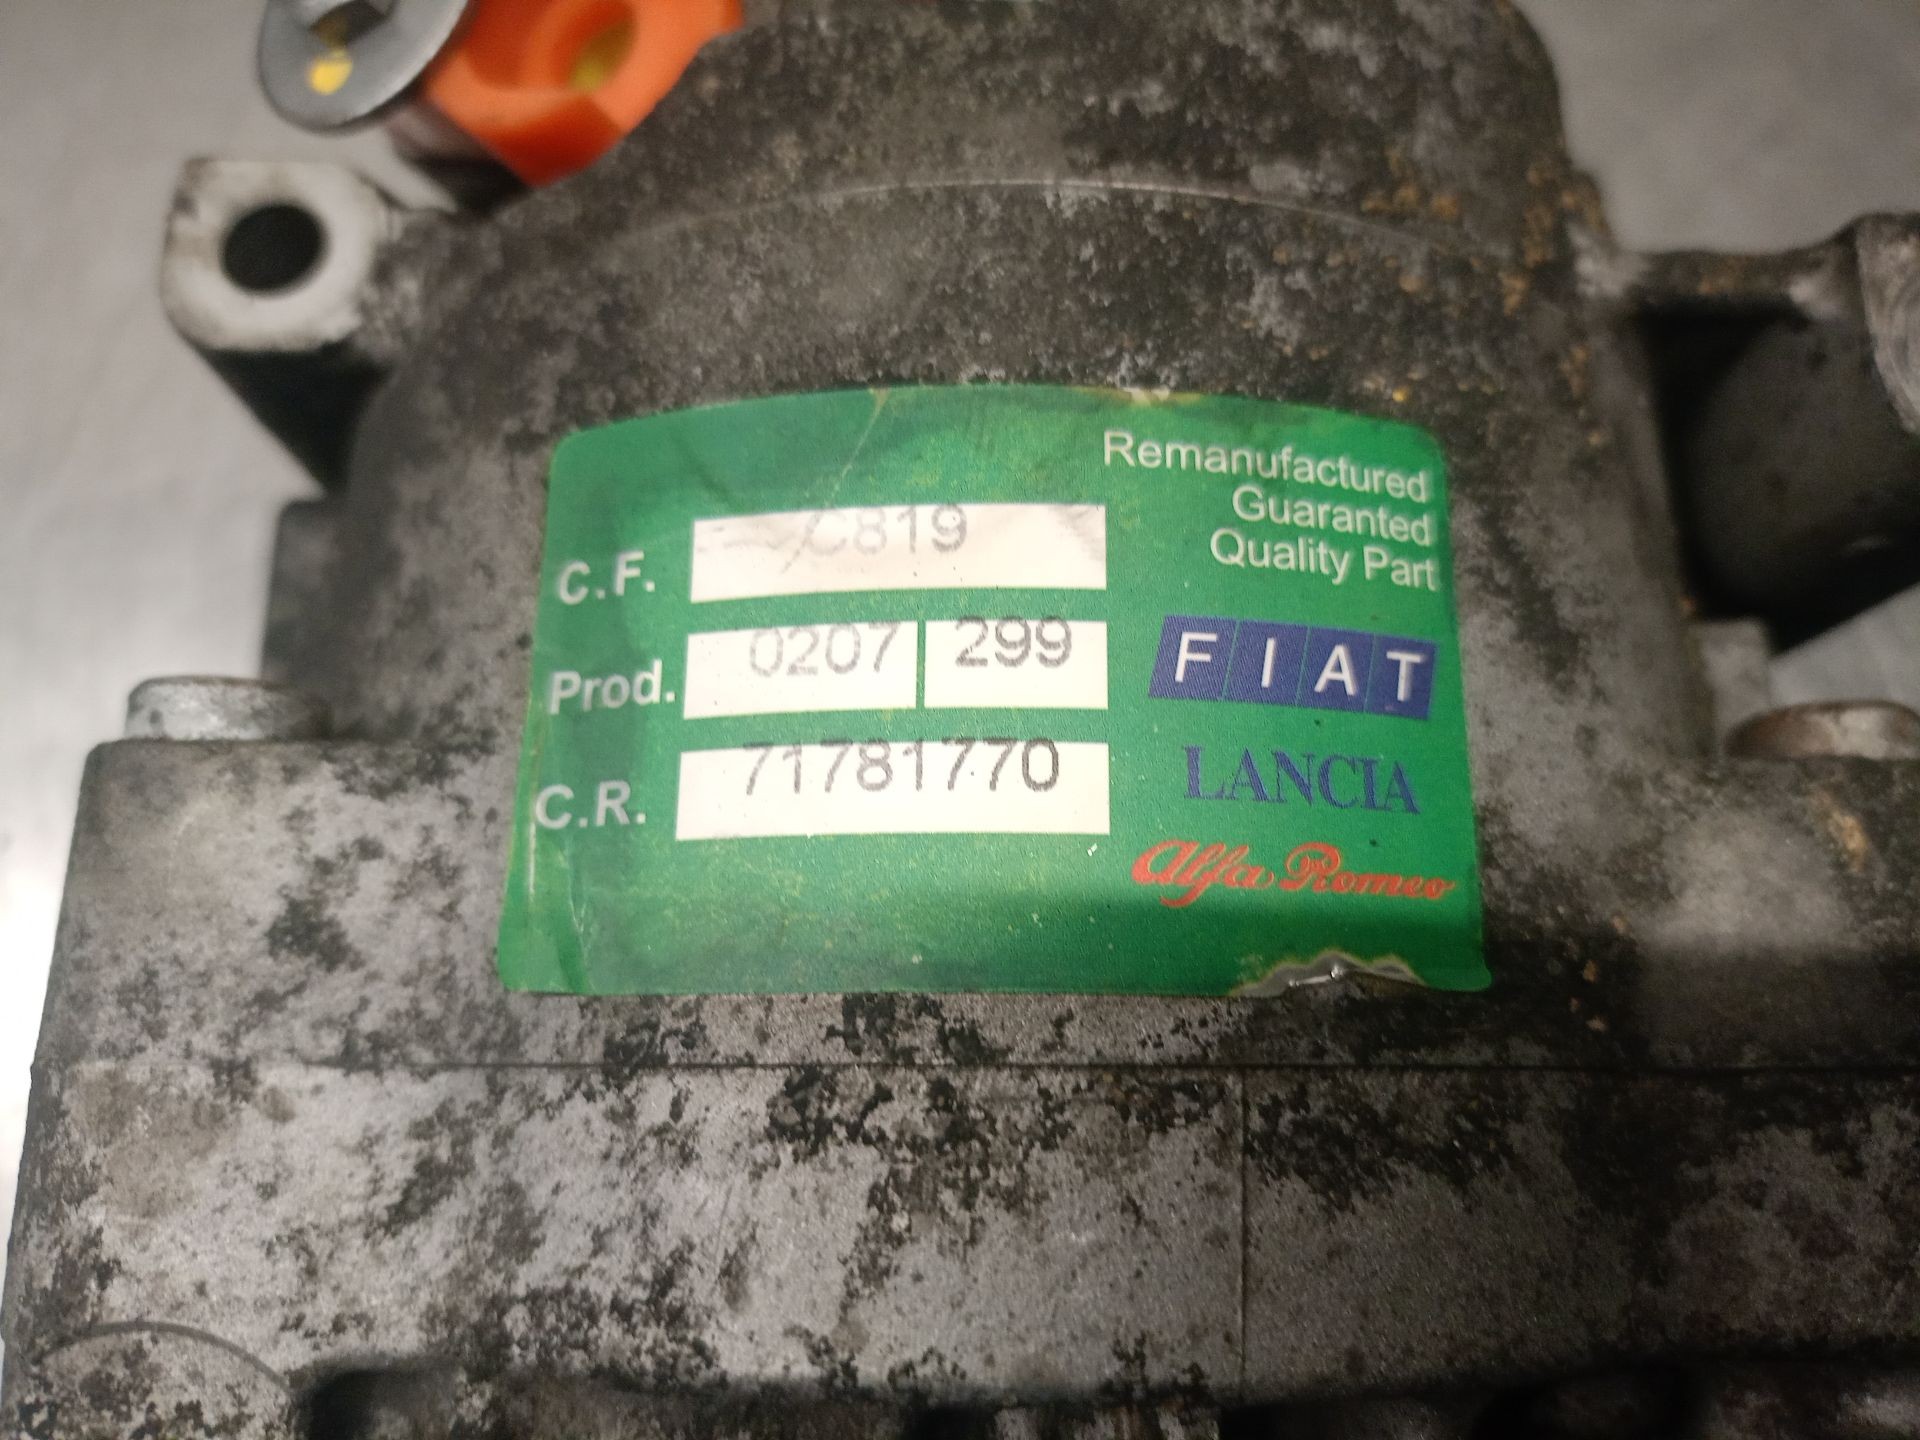 Remanufactured
Guaranted
Quality Part
C.F. C819
Prod. 0207 299
C.R. 71781770
FIAT
LANCIA
Alfa Romeo